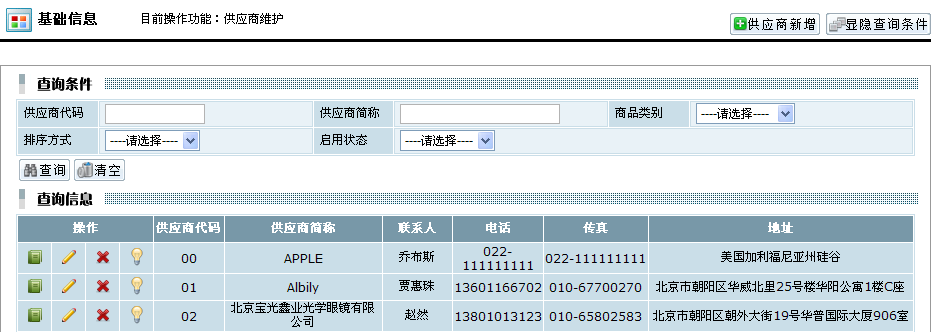 基础信息 目前操作功能：供应商维护 供应商新增 显隐查询条件
查询条件
供应商代码 供应商简称 商品类别 ----请选择----
排序方式 ----请选择---- 启用状态 ----请选择----
查询 清空
查询信息
操作 供应商代码 供应商简称 联系人 电话 传真 地址
00 APPLE 乔布斯 022-111111111 022-111111111 美国加利福尼亚州硅谷
01 Albily 贾惠珠 13601166702 010-67700270 北京市朝阳区华威北里25号楼华阳公寓1楼C座
02 北京宝光鑫业光学眼镜有限公司 赵然 13801013123 010-65802583 北京市朝阳区朝外大街19号华普国际大厦906室